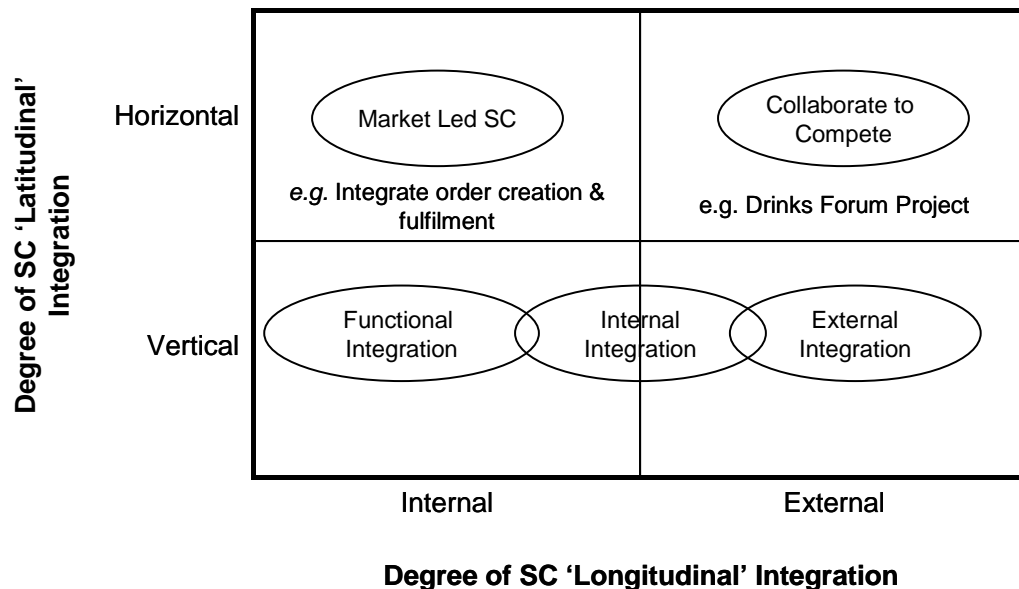 Degree of SC ‘Latitudinal’
Integration
Horizontal
Market Led SC
e.g. Integrate order creation &
fulfilment
Collaborate to
Compete
e.g. Drinks Forum Project
Vertical
Functional
Integration
Internal
Integration
External
Integration
Internal
External
Degree of SC ‘Longitudinal’ Integration